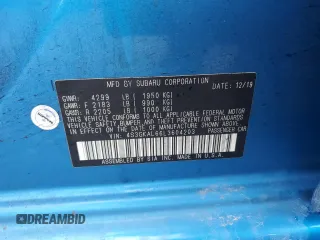 MFD BY SUBARU CORPORATION DATE: 12/19
GVWR: 4299 LB ( 1950 KG)
GAWR: F 2183 LB ( 990 KG)
GAWR: R 2205 LB ( 1000 KG)
THIS VEHICLE CONFORMS TO ALL APPLICABLE FEDERAL MOTOR
VEHICLE SAFETY, BUMPER, AND THEFT PREVENTION STANDARDS
IN EFFECT ON THE DATE OF MANUFACTURE SHOWN ABOVE.
VIN: 4S3GKAL66L3604203 PASSENGER CAR
ASSEMBLED BY SIA INC. MADE IN U.S.A.
DREAMBID